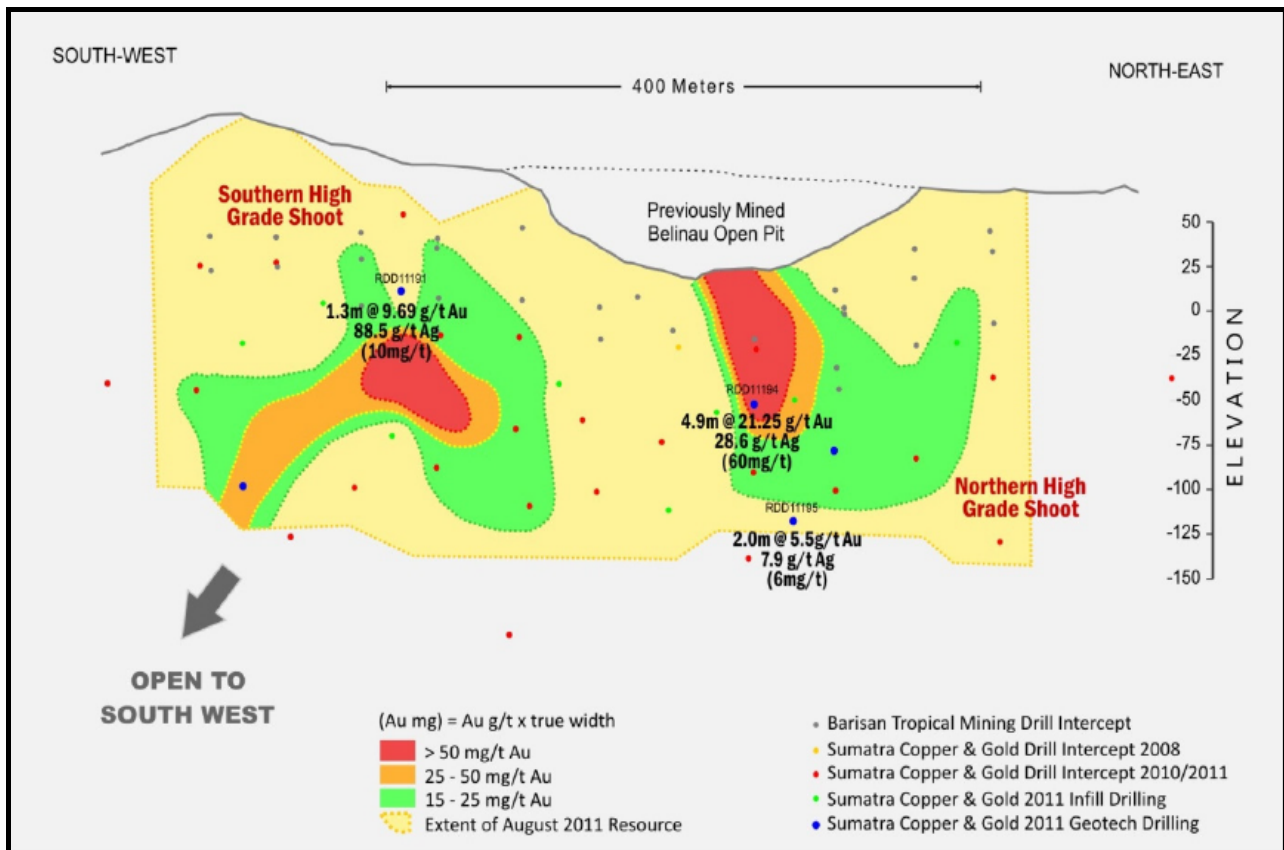 SOUTH-WEST
NORTH-EAST
400 Meters
Southern High
Grade Shoot
Previously Mined
Belinau Open Pit
RDD11191
1.3m @ 9.69 g/t Au
88.5 g/t Ag
(10mg/t)
RDD11194
4.9m @ 21.25 g/t Au
28.6 g/t Ag
(60mg/t)
RDD11195
2.0m @ 5.5g/t Au
7.9 g/t Ag
(6mg/t)
Northern High
Grade Shoot
50
25
0
-25
-50
-75
-100
-125
-150
ELEVATION
OPEN TO
SOUTH WEST
(Au mg) = Au g/t x true width
> 50 mg/t Au
25 - 50 mg/t Au
15 - 25 mg/t Au
Extent of August 2011 Resource
Barisan Tropical Mining Drill Intercept
Sumatra Copper & Gold Drill Intercept 2008
Sumatra Copper & Gold Drill Intercept 2010/2011
Sumatra Copper & Gold 2011 Infill Drilling
Sumatra Copper & Gold 2011 Geotech Drilling